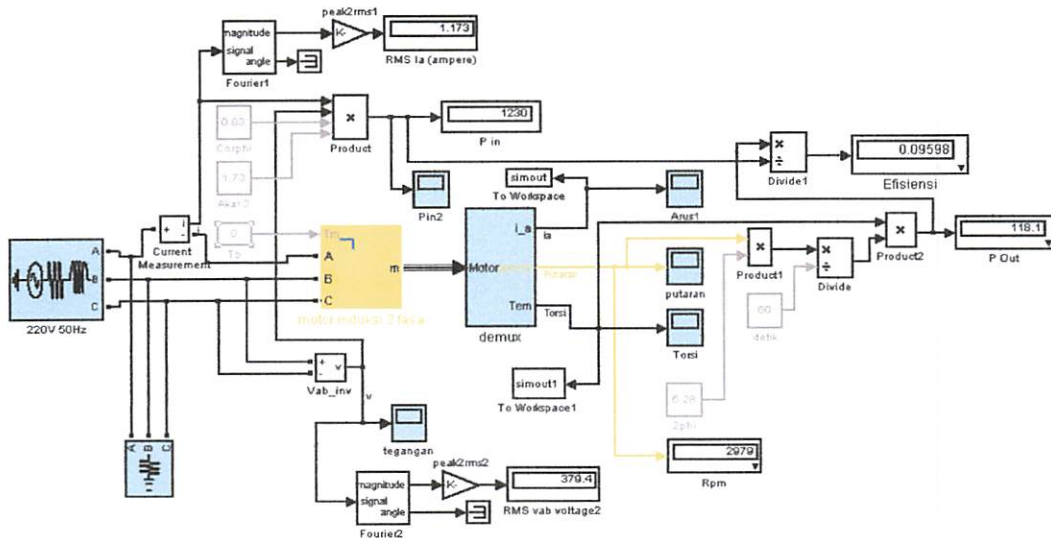 peak2rms1
magnitude
signal
angle
Fourier1
K-
1.173
RMS Ia (ampere)
0.83
Cosphi
1.73
Akar 3
×
Product
1230
P in
Pin2
simout
To Workspace
×
÷
Divide1
0.09598
Efisiensi
+
-
i
Current
Measurement
0
To
A
B
C
220V 50Hz
Tm
A
B
C
m
motor induksi 3 fasa
Motor
i_a
Tem
demux
ia
Putaran
Torsi
Arus1
putaran
Torsi
×
Product1
×
÷
Divide
×
Product2
118.1
P Out
60
detik
6.28
2phi
simout1
To Workspace1
2979
Rpm
+
-
v
Vab_inv
v
tegangan
A
B
C
magnitude
signal
angle
Fourier2
peak2rms2
K-
379.4
RMS vab voltage2